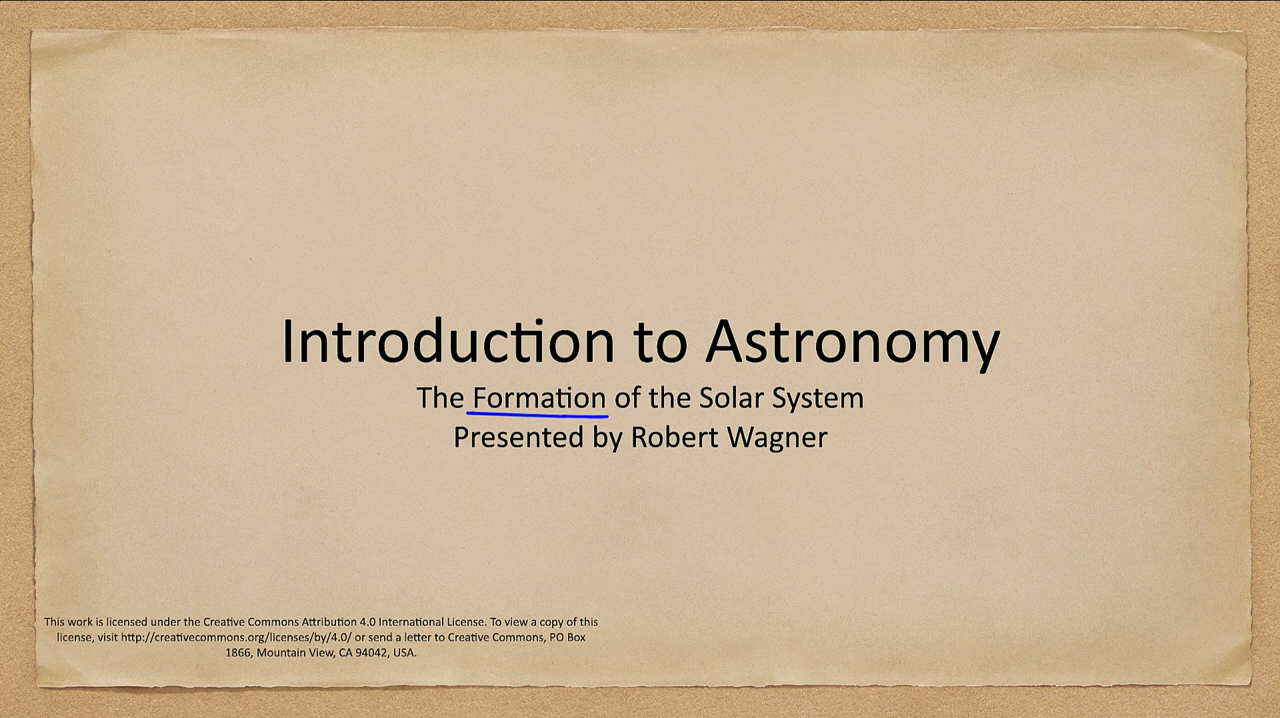 Introduction to Astronomy
The Formation of the Solar System
Presented by Robert Wagner
This work is licensed under the Creative Commons Attribution 4.0 International License. To view a copy of this
license, visit http://creativecommons.org/licenses/by/4.0/ or send a letter to Creative Commons, PO Box
1866, Mountain View, CA 94042, USA.